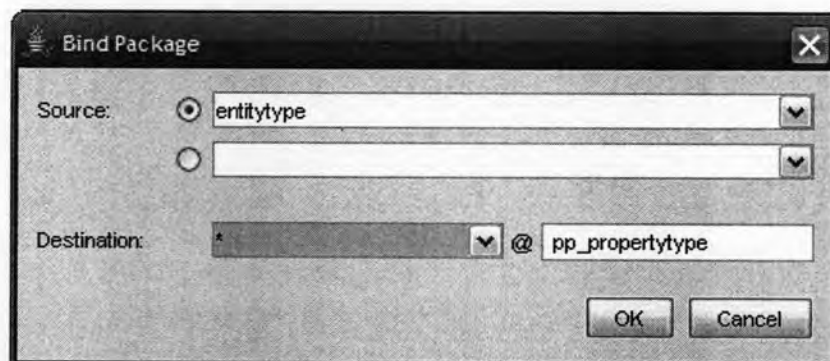 Bind Package
Source: entitytype
Destination: * @ pp_propertytype
OK Cancel